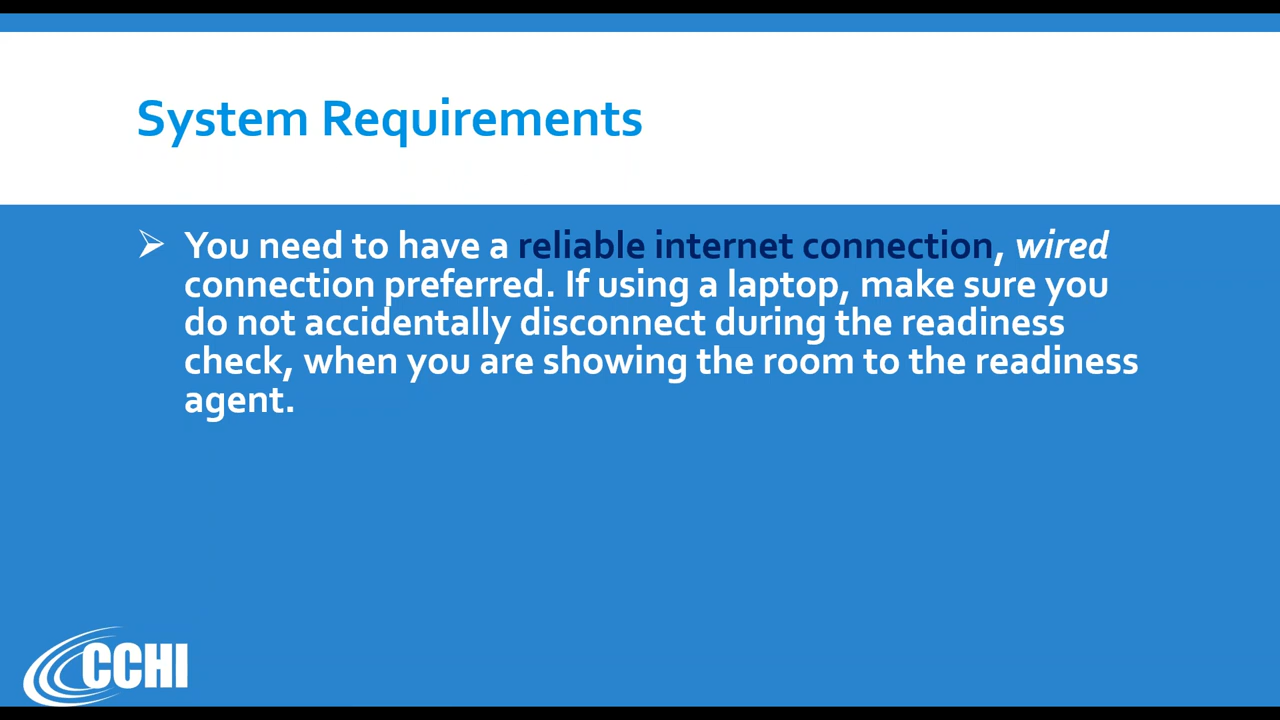 System Requirements
You need to have a reliable internet connection, wired
connection preferred. If using a laptop, make sure you
do not accidentally disconnect during the readiness
check, when you are showing the room to the readiness
agent.
CCHI